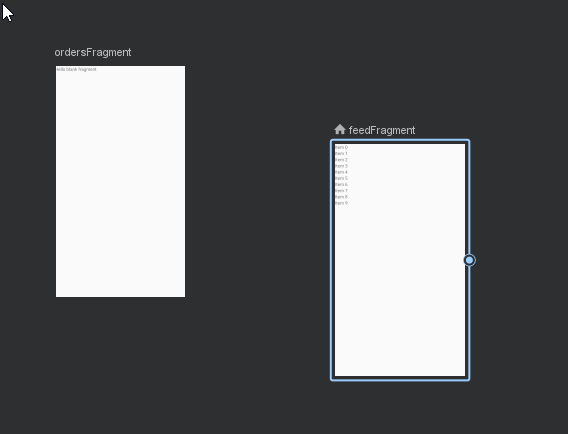 ordersFragment
Hello blank fragment
feedFragment
Item 0
Item 1
Item 2
Item 3
Item 4
Item 5
Item 6
Item 7
Item 8
Item 9